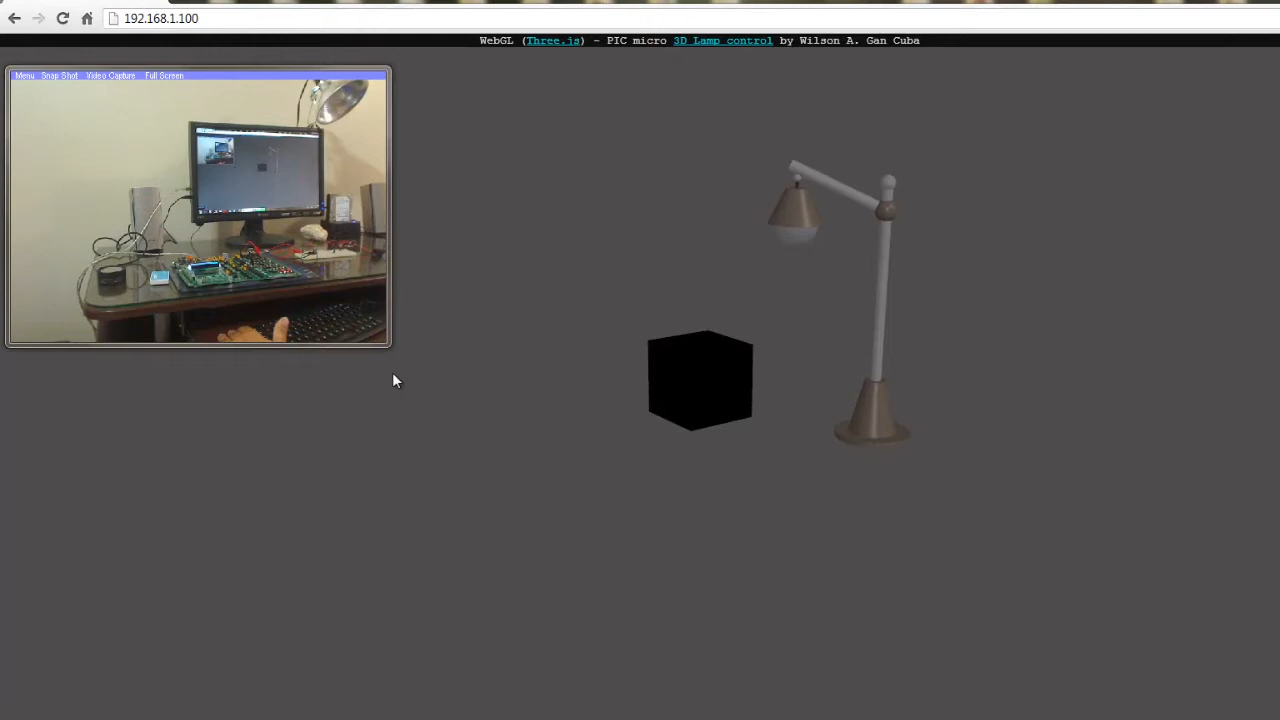 192.168.1.100
WebGL (Three.js) - PIC micro 3D Lamp control by Wilson A. Gan Cuba
Menu Snap Shot Video Capture Full Screen